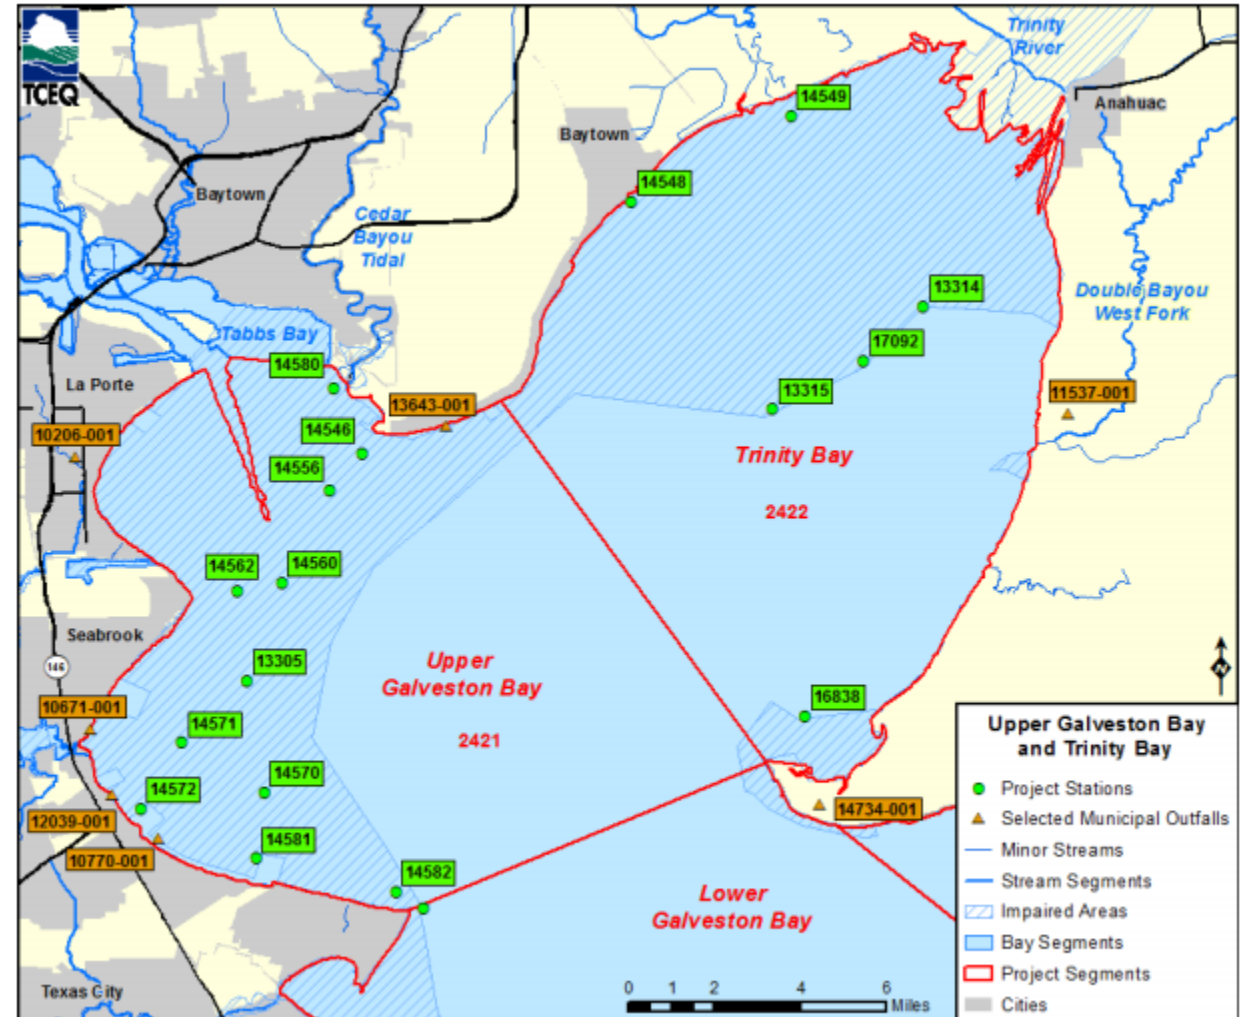 TCEQ
Trinity
River
14549
Anahuac
Baytown
14548
Baytown
Cedar
Bayou
Tidal
13314
Double Bayou
West Fork
Tabbs Bay
17092
14580
La Porte
13315
11537-001
13643-001
10206-001
14546
Trinity Bay
14556
2422
14562
14560
Seabrook
146
Upper
Galveston Bay
13305
16838
10671-001
14571
2421
14570
14572
12039-001
14734-001
14581
10770-001
14582
Lower
Galveston Bay
Texas City
0 1 2 4 6
Miles
Upper Galveston Bay
and Trinity Bay
Project Stations
Selected Municipal Outfalls
Minor Streams
Stream Segments
Impaired Areas
Bay Segments
Project Segments
Cities
N